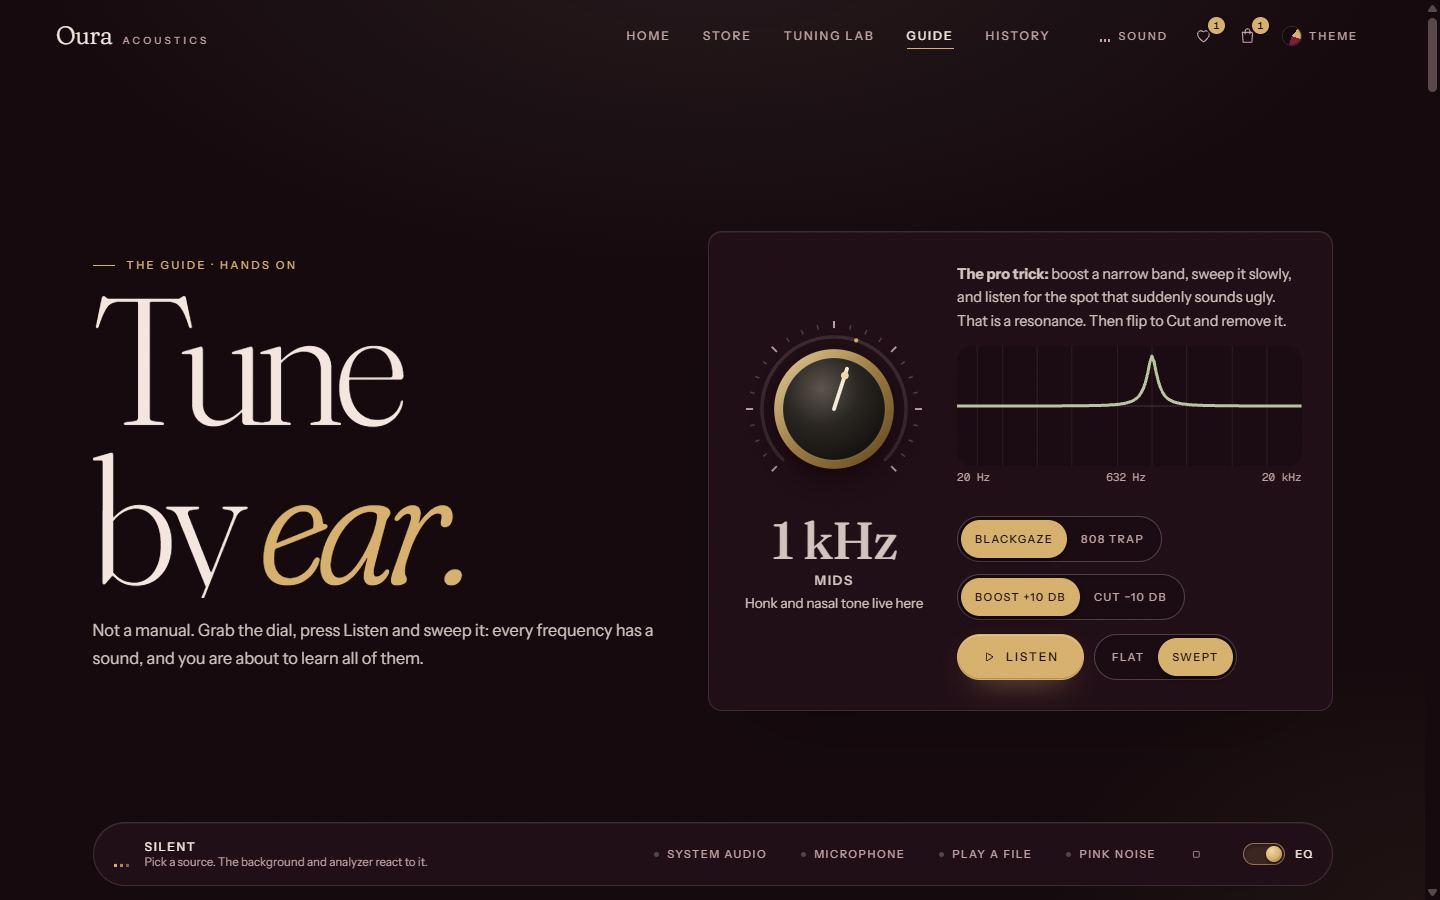 Oura ACOUSTICS
HOME STORE TUNING LAB GUIDE HISTORY SOUND 1 1 THEME
THE GUIDE · HANDS ON
Tune
by ear.
Not a manual. Grab the dial, press Listen and sweep it: every frequency has a
sound, and you are about to learn all of them.
1 kHz
MIDS
Honk and nasal tone live here
The pro trick: boost a narrow band, sweep it slowly,
and listen for the spot that suddenly sounds ugly.
That is a resonance. Then flip to Cut and remove it.
20 Hz 632 Hz 20 kHz
BLACKGAZE 808 TRAP
BOOST +10 DB CUT −10 DB
LISTEN FLAT SWEPT
SILENT
Pick a source. The background and analyzer react to it.
SYSTEM AUDIO MICROPHONE PLAY A FILE PINK NOISE EQ